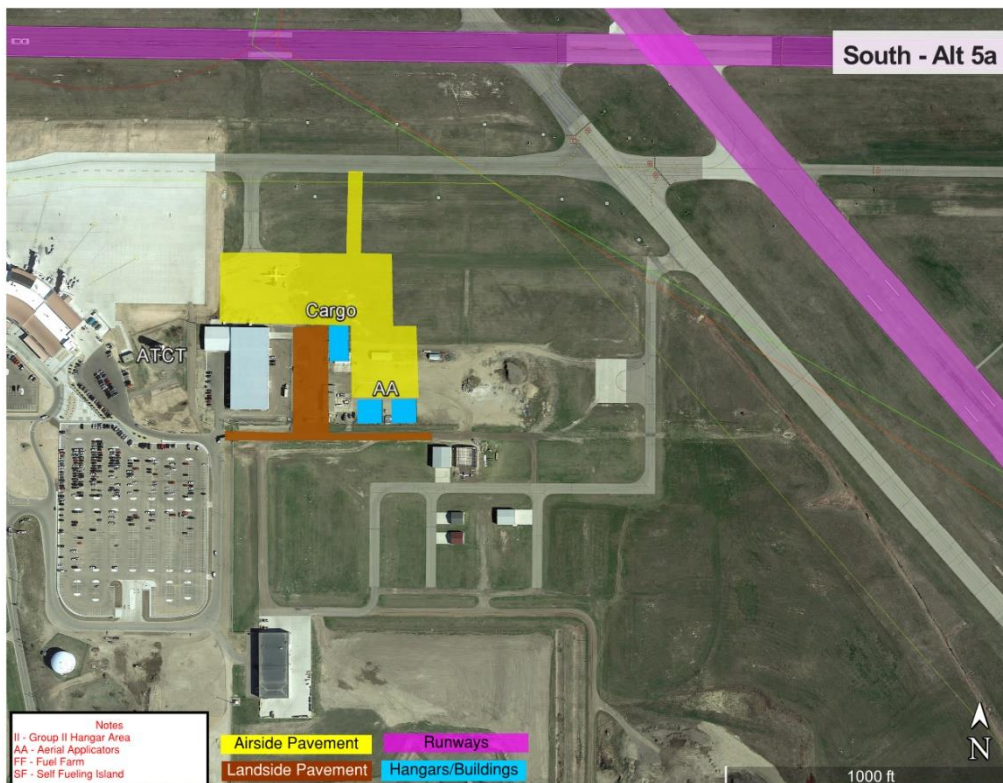 South - Alt 5a
Cargo
ATCT
AA
Notes
II - Group II Hangar Area
AA - Aerial Applicators
FF - Fuel Farm
SF - Self Fueling Island
Airside Pavement
Runways
Landside Pavement
Hangars/Buildings
N
1000 ft